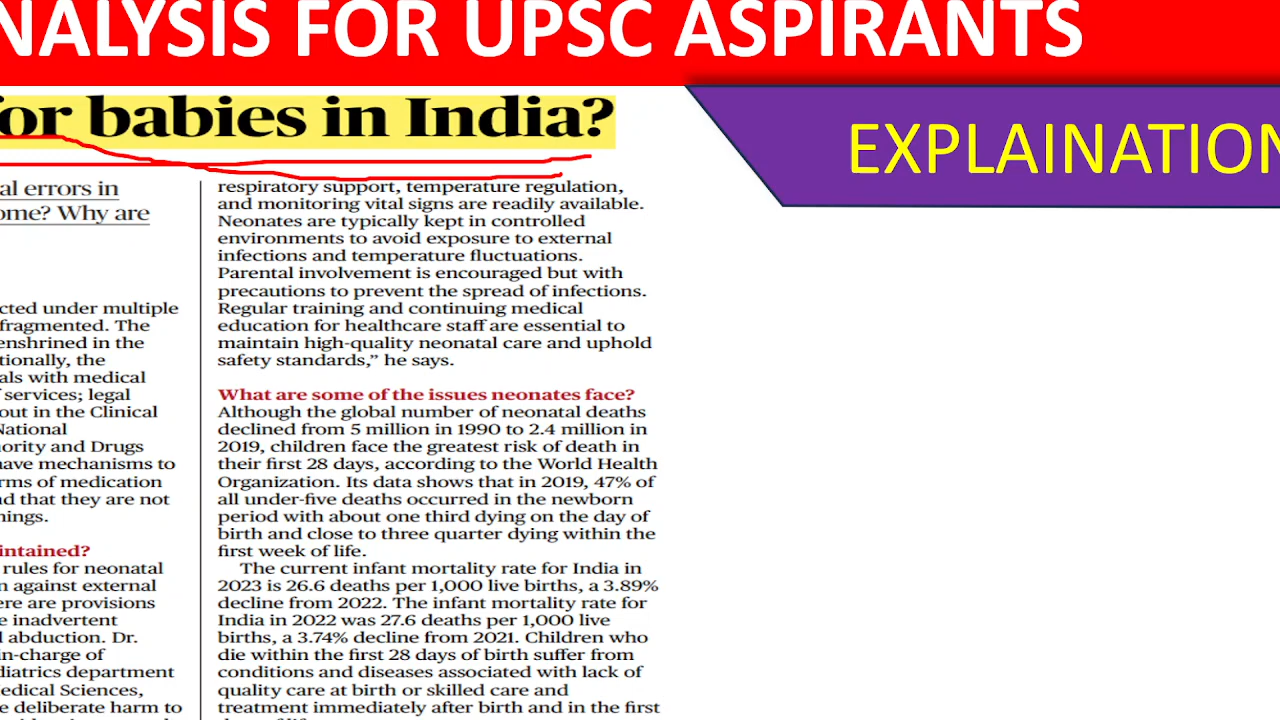 NALYSIS FOR UPSC ASPIRANTS
for babies in India?
EXPLAINATION
al errors in
ome? Why are
cted under multiple
fragmented. The
enshrined in the
tionally, the
als with medical
services; legal
out in the Clinical
National
ority and Drugs
have mechanisms to
rms of medication
d that they are not
nings.
intained?
rules for neonatal
n against external
ere are provisions
e inadvertent
l abduction. Dr.
in-charge of
diatrics department
Medical Sciences,
e deliberate harm to
respiratory support, temperature regulation,
and monitoring vital signs are readily available.
Neonates are typically kept in controlled
environments to avoid exposure to external
infections and temperature fluctuations.
Parental involvement is encouraged but with
precautions to prevent the spread of infections.
Regular training and continuing medical
education for healthcare staff are essential to
maintain high-quality neonatal care and uphold
safety standards,” he says.
What are some of the issues neonates face?
Although the global number of neonatal deaths
declined from 5 million in 1990 to 2.4 million in
2019, children face the greatest risk of death in
their first 28 days, according to the World Health
Organization. Its data shows that in 2019, 47% of
all under-five deaths occurred in the newborn
period with about one third dying on the day of
birth and close to three quarter dying within the
first week of life.
The current infant mortality rate for India in
2023 is 26.6 deaths per 1,000 live births, a 3.89%
decline from 2022. The infant mortality rate for
India in 2022 was 27.6 deaths per 1,000 live
births, a 3.74% decline from 2021. Children who
die within the first 28 days of birth suffer from
conditions and diseases associated with lack of
quality care at birth or skilled care and
treatment immediately after birth and in the first